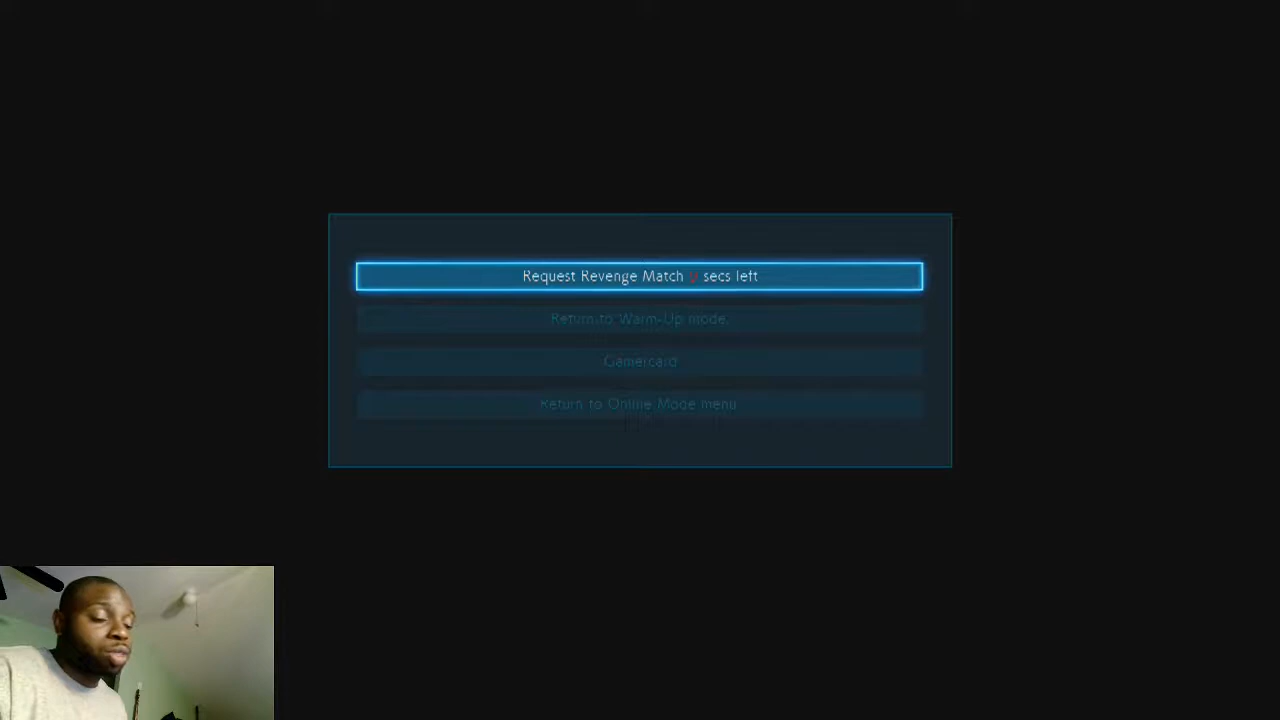 Request Revenge Match secs left
Return to Warm-Up mode.
Gamercard
Return to Online Mode menu